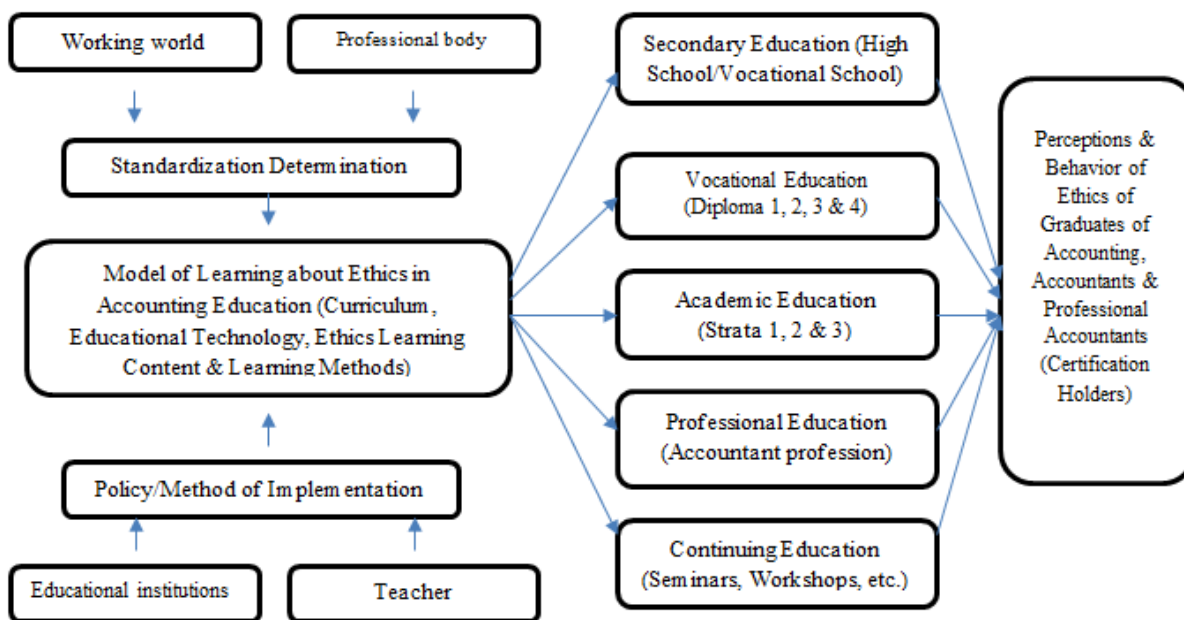 Working world
Professional body
Standardization Determination
Model of Learning about Ethics in
Accounting Education (Curriculum,
Educational Technology, Ethics Learning
Content & Learning Methods)
Policy/Method of Implementation
Educational institutions
Teacher
Secondary Education (High
School/Vocational School)
Vocational Education
(Diploma 1, 2, 3 & 4)
Academic Education
(Strata 1, 2 & 3)
Professional Education
(Accountant profession)
Continuing Education
(Seminars, Workshops, etc.)
Perceptions &
Behavior of
Ethics of
Graduates of
Accounting,
Accountants &
Professional
Accountants
(Certification
Holders)